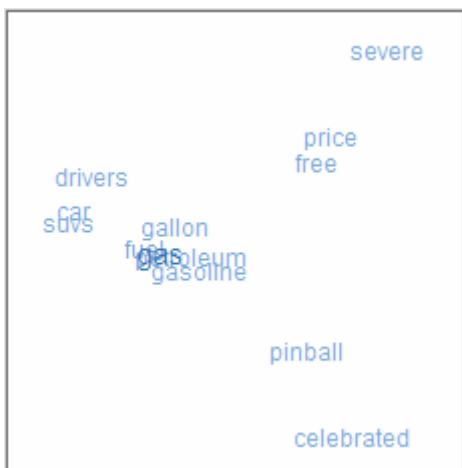 severe
price
free
drivers
car
suvs
gallon
fuel
gas
petroleum
gasoline
pinball
celebrated